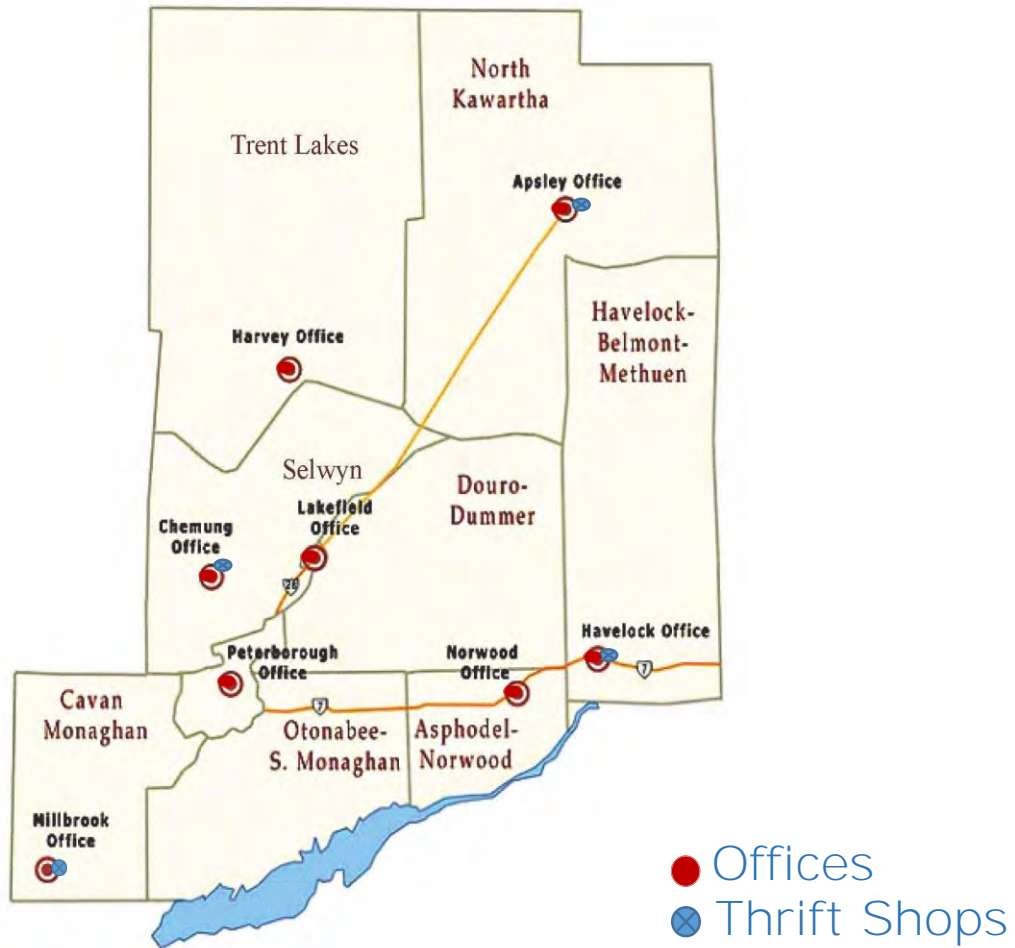 North
Kawartha
Trent Lakes
Apsley Office
Havelock-
Belmont-
Methuen
Harvey Office
Selwyn
Douro-
Dummer
Lakefield
Office
Chemung
Office
28
Havelock Office
7
Peterborough
Office
Norwood
Office
Cavan
Monaghan
7
Otonabee-
S. Monaghan
Asphodel-
Norwood
Millbrook
Office
Offices
Thrift Shops